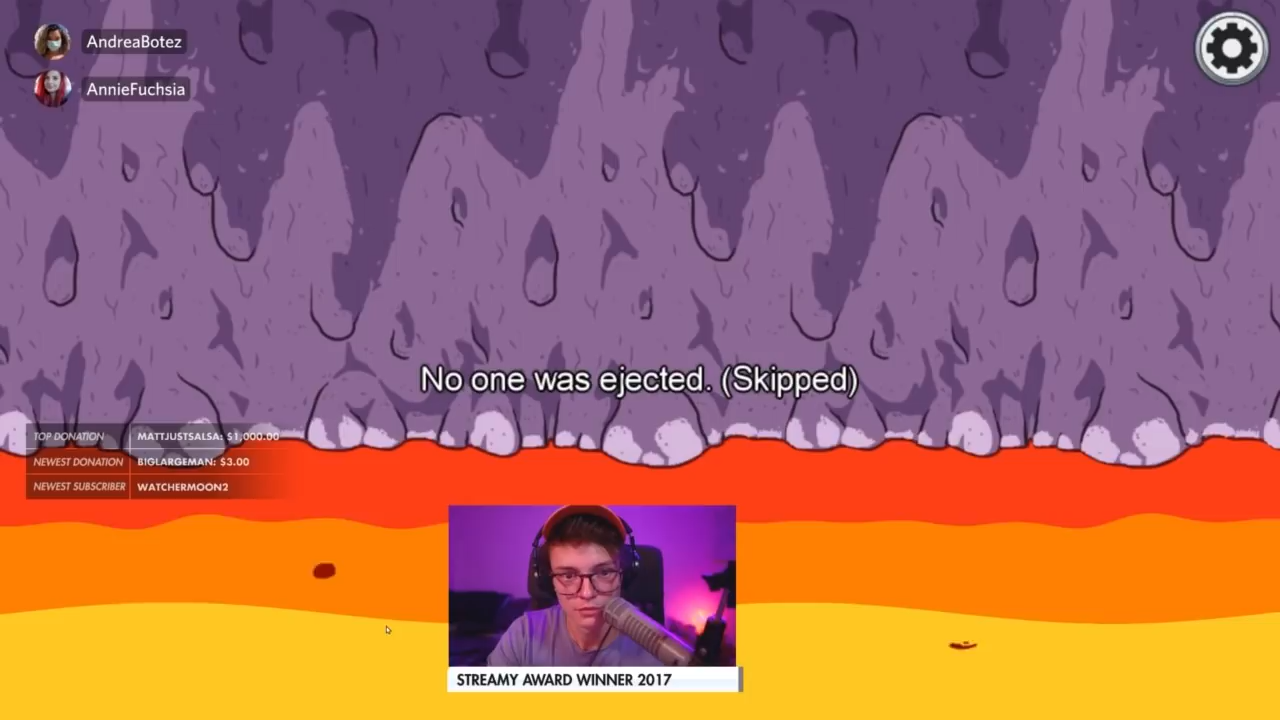 AndreaBotez
AnnieFuchsia
No one was ejected. (Skipped)
TOP DONATION MATTJUSTSALSA: $1,000.00
NEWEST DONATION BIGLARGEMAN: $3.00
NEWEST SUBSCRIBER WATCHERMOON2
STREAMY AWARD WINNER 2017